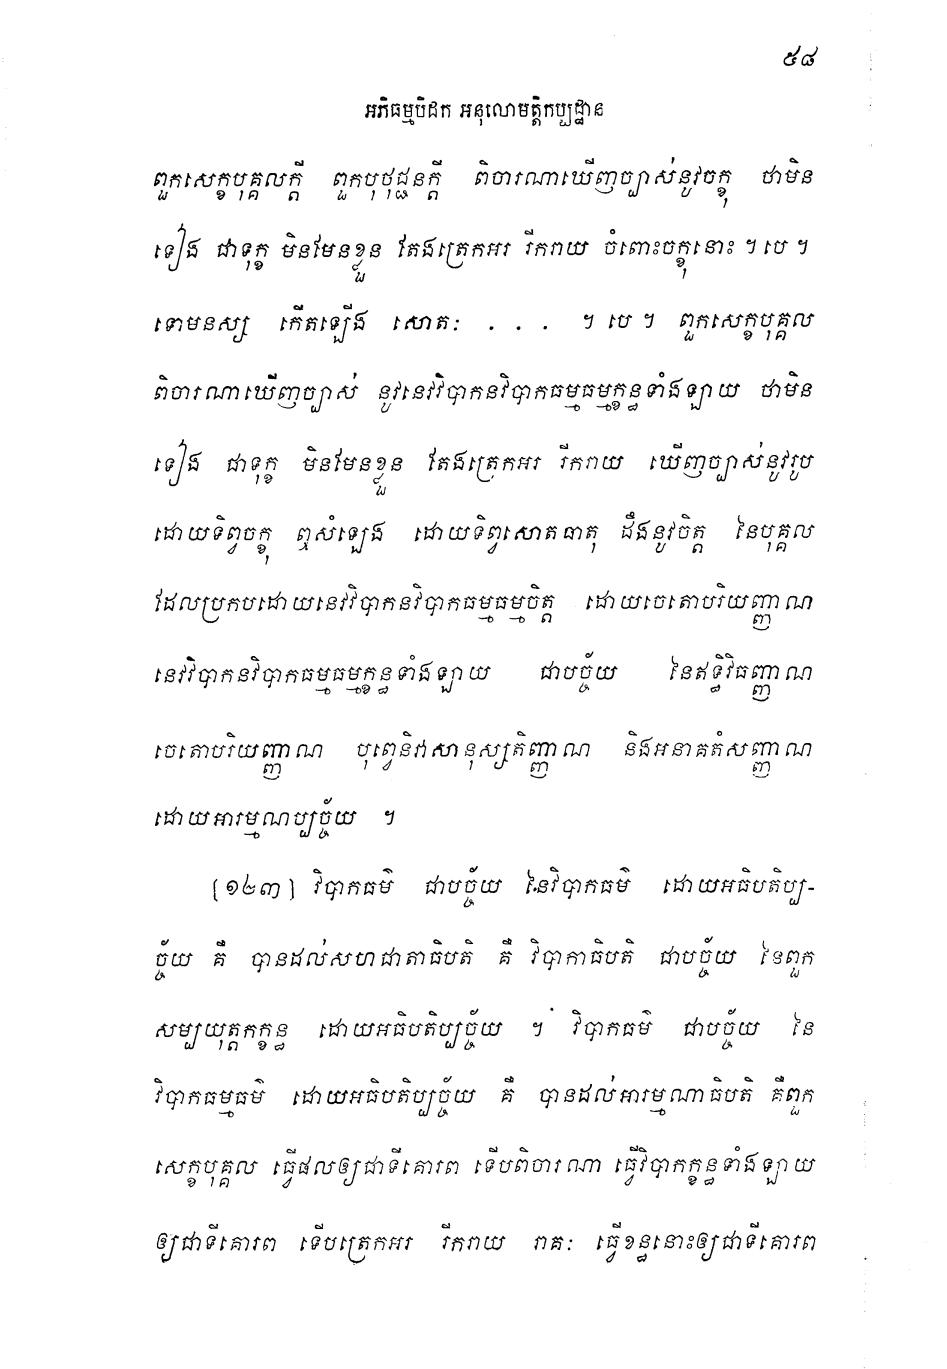 ៥៨
អភិធម្មបិដក អនុលោមត្តិកប្បដ្ឋាន
ពួកសេក្ខបុគ្គលក្តី ពួកបុថុជ្ជនក្តី ពិចារណាឃើញច្បាស់នូវចក្ខុ ថាមិន
ទៀង ជាទុក្ខ មិនមែនខ្លួន តែងត្រេកអរ រីករាយ ចំពោះចក្ខុនោះ ។ បេ ។
ទោមនស្ស កើតឡើង សោតៈ . . . ។ បេ ។ ពួកសេក្ខបុគ្គល
ពិចារណាឃើញច្បាស់ នូវនេវវិបាកនវិបាកធម្មធម្មក្ខន្ធទាំងឡាយ ថាមិន
ទៀង ជាទុក្ខ មិនមែនខ្លួន តែងត្រេកអរ រីករាយ ឃើញច្បាស់នូវរូប
ដោយទិព្វចក្ខុ ឮសំឡេង ដោយទិព្វសោតធាតុ ដឹងនូវចិត្ត នៃបុគ្គល
ដែលប្រកបដោយនេវវិបាកនវិបាកធម្មធម្មចិត្ត ដោយចេតោបរិយញ្ញាណ
នេវវិបាកនវិបាកធម្មធម្មក្ខន្ធទាំងឡាយ ជាបច្ច័យ នៃឥទ្ធិវិធញ្ញាណ
ចេតោបរិយញ្ញាណ បុព្វេនិវាសានុស្សតិញ្ញាណ និងអនាគតំសញ្ញាណ
ដោយអារម្មណប្បច្ច័យ ។
[១៤៣] វិបាកធម៌ ជាបច្ច័យ នៃវិបាកធម៌ ដោយអធិបតិប្ប-
ច្ច័យ គឺ បានដល់សហជាតាធិបតិ គឺ វិបាកាធិបតិ ជាបច្ច័យ នៃពួក
សម្បយុត្តកក្ខន្ធ ដោយអធិបតិប្បច្ច័យ ។ វិបាកធម៌ ជាបច្ច័យ នៃ
វិបាកធម្មធម៌ ដោយអធិបតិប្បច្ច័យ គឺ បានដល់អារម្មណាធិបតិ គឺពួក
សេក្ខបុគ្គល ធ្វើផលឲ្យជាទីគោរព ទើបពិចារណា ធ្វើវិបាកក្ខន្ធទាំងឡាយ
ឲ្យជាទីគោរព ទើបត្រេកអរ រីករាយ រាគៈ ធ្វើខន្ធនោះឲ្យជាទីគោរព